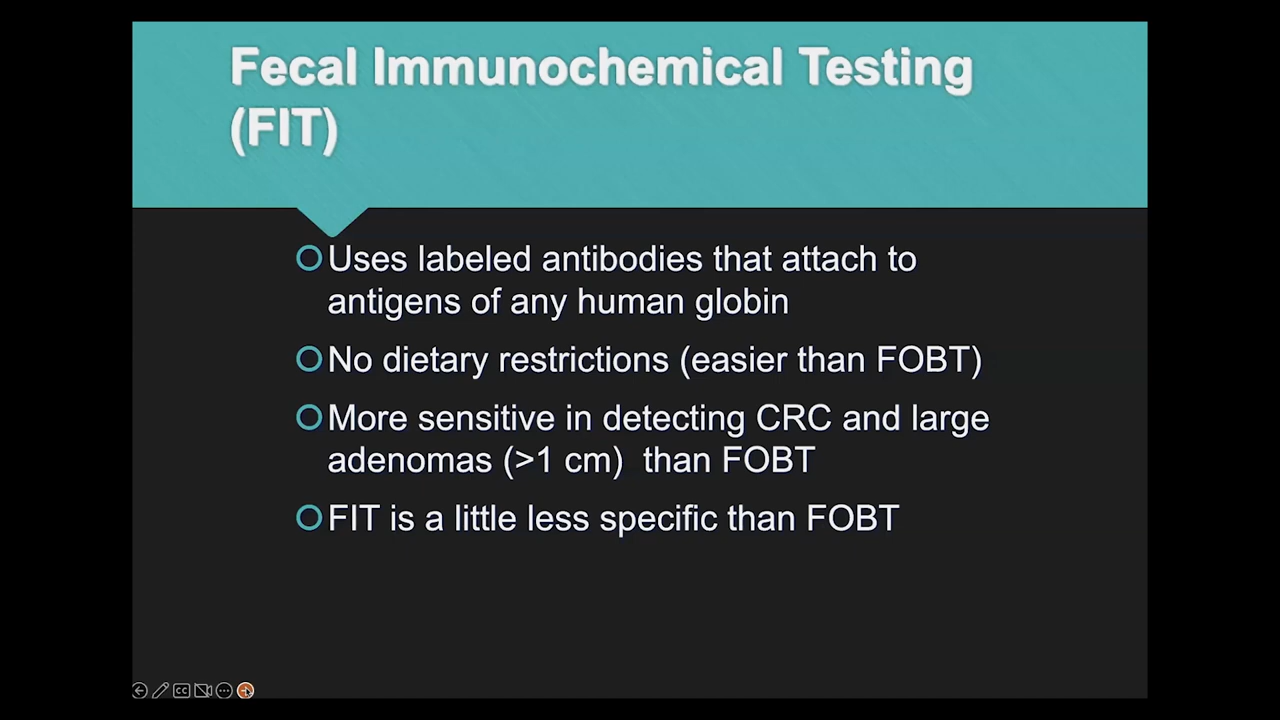 Fecal Immunochemical Testing
(FIT)
Uses labeled antibodies that attach to
antigens of any human globin
No dietary restrictions (easier than FOBT)
More sensitive in detecting CRC and large
adenomas (>1 cm)  than FOBT
FIT is a little less specific than FOBT
CC